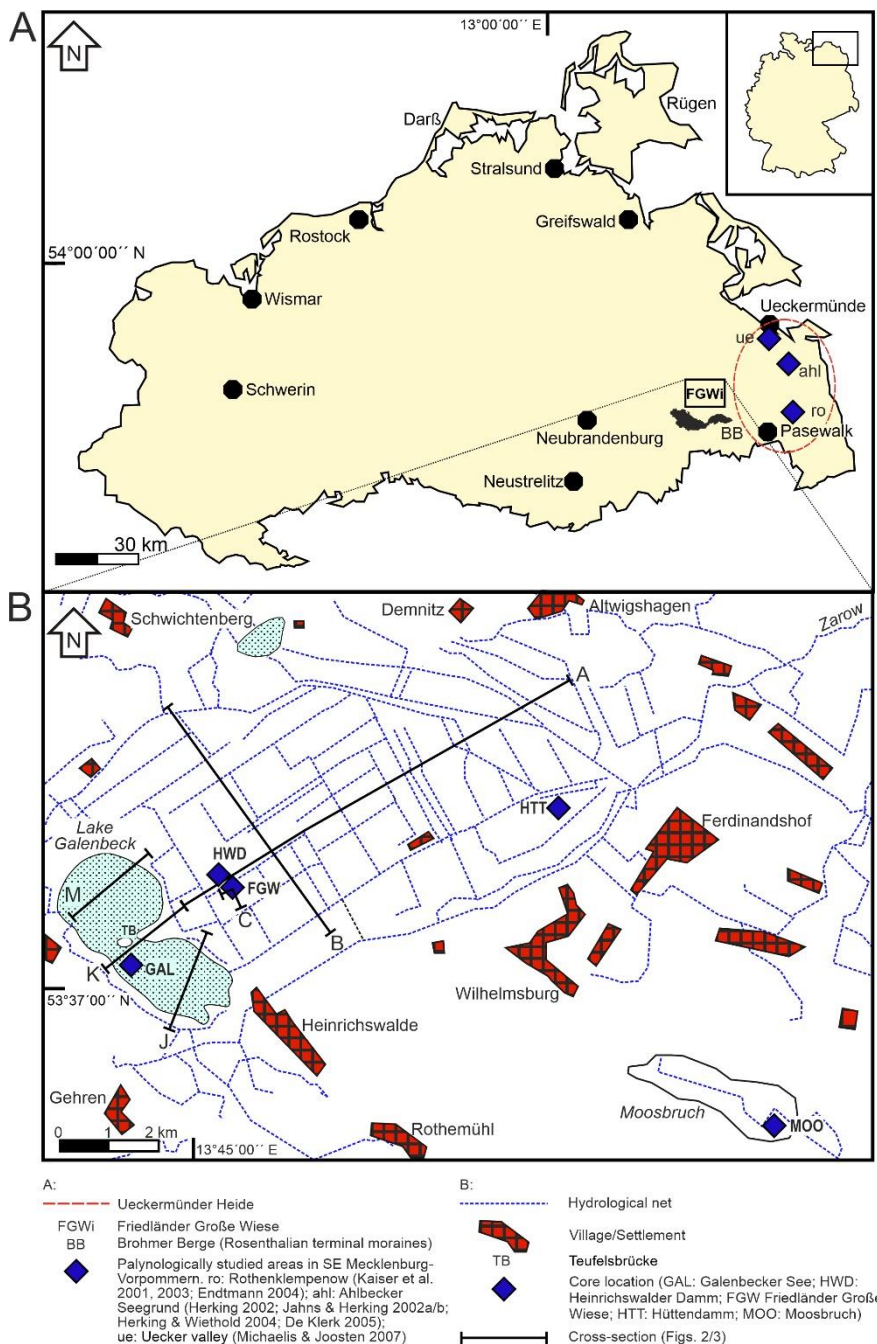 A
N
13°00′00´´ E
Rügen
Darß
Stralsund
Greifswald
Rostock
54°00′00´´ N
Wismar
Ueckermünde
ue
ahl
Schwerin
FGWi
ro
Neubrandenburg
BB
Pasewalk
Neustrelitz
30 km
B
N
Schwichtenberg
Demnitz
Altwigshagen
Zarow
A
HTT
Lake
Galenbeck
Ferdinandshof
HWD
FGW
M
C
TB
B
K
GAL
53°37′00´´ N
Wilhelmsburg
J
Heinrichswalde
Gehren
Moosbruch
0 1 2 km
Rothemühl
MOO
13°45′00´´ E
A:
Ueckermünder Heide
FGWi Friedländer Große Wiese
BB Brohmer Berge (Rosenthalian terminal moraines)
Palynologically studied areas in SE Mecklenburg-
Vorpommern. ro: Rothenklempenow (Kaiser et al.
2001, 2003; Endtmann 2004); ahl: Ahlbecker
Seegrund (Herking 2002; Jahns & Herking 2002a/b;
Herking & Wiethold 2004; De Klerk 2005);
ue: Uecker valley (Michaelis & Joosten 2007)
B:
Hydrological net
Village/Settlement
TB Teufelsbrücke
Core location (GAL: Galenbecker See; HWD:
Heinrichswalder Damm; FGW Friedländer Große
Wiese; HTT: Hüttendamm; MOO: Moosbruch)
Cross-section (Figs. 2/3)